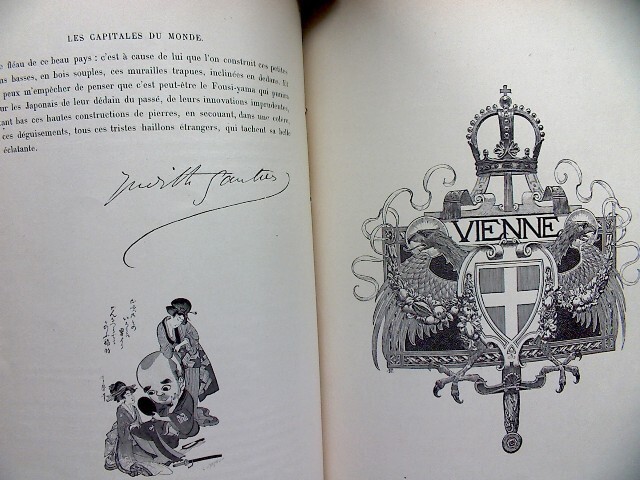 LES CAPITALES DU MONDE.
fléau de ce beau pays : c'est à cause de lui que l'on construit ces petites
basses, en bois souples, ces murailles trapues, inclinées en dedans. Et
peux m'empêcher de penser que c'est peut-être le Fousi-yama qui
les Japonais de leur dédain du passé, de leurs innovations imprudentes,
bas ces hautes constructions de pierres, en secouant, dans une colère,
ces déguisements, tous ces tristes haillons étrangers, qui tachent sa belle
éclatante.
Judith Gautier
VIENNE